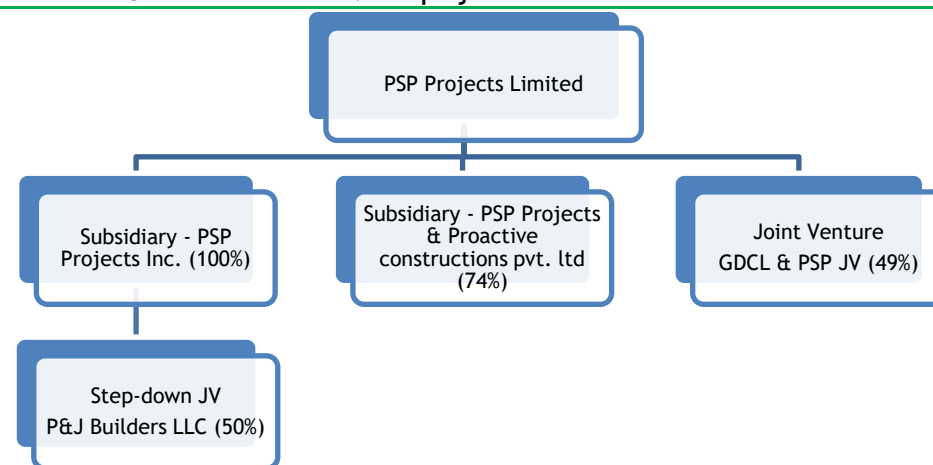 PSP Projects Limited
Subsidiary - PSP
Projects Inc. (100%)
Subsidiary - PSP Projects
& Proactive
constructions pvt. ltd
(74%)
Joint Venture
GDCL & PSP JV (49%)
Step-down JV
P&J Builders LLC (50%)